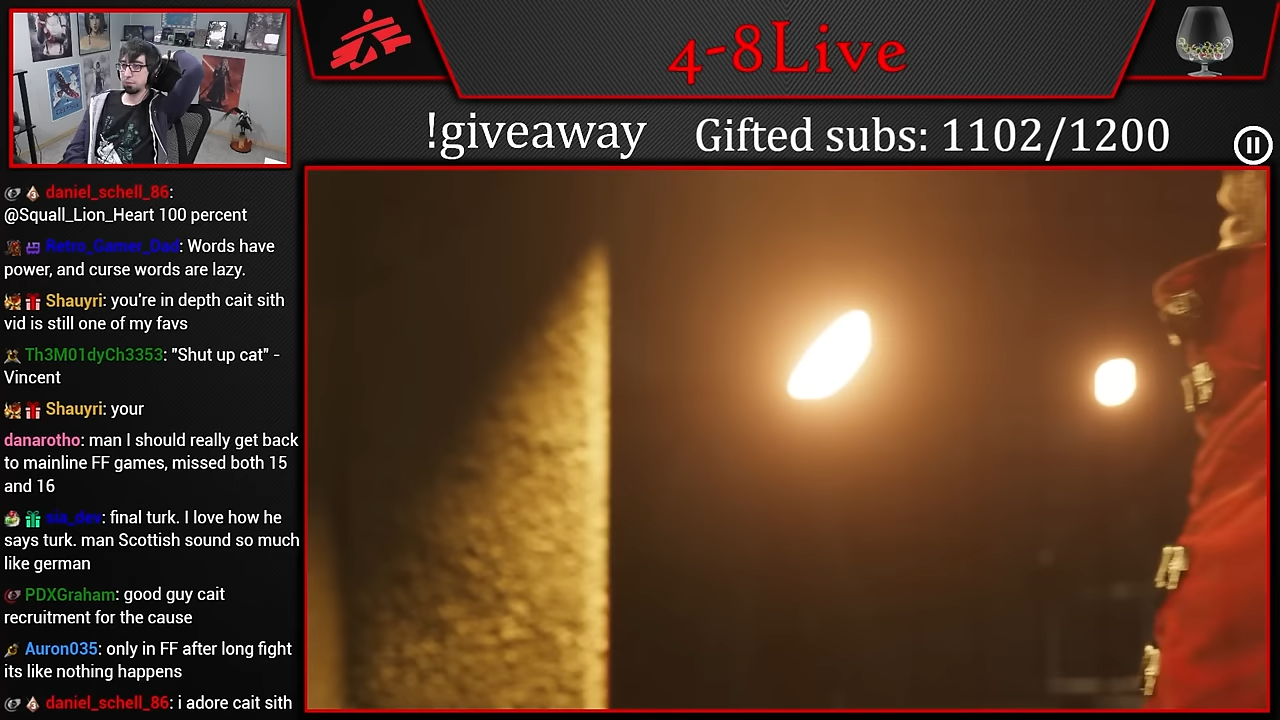 4-8Live
!giveaway
Gifted subs: 1102/1200
daniel_schell_86:
@Squall_Lion_Heart 100 percent
Retro_Gamer_Dad: Words have
power, and curse words are lazy.
Shauyri: you're in depth cait sith
vid is still one of my favs
Th3M01dyCh3353: "Shut up cat" -
Vincent
Shauyri: your
danarotho: man I should really get back
to mainline FF games, missed both 15
and 16
sia_dev: final turk. I love how he
says turk. man Scottish sound so much
like german
PDXGraham: good guy cait
recruitment for the cause
Auron035: only in FF after long fight
its like nothing happens
daniel_schell_86: i adore cait sith